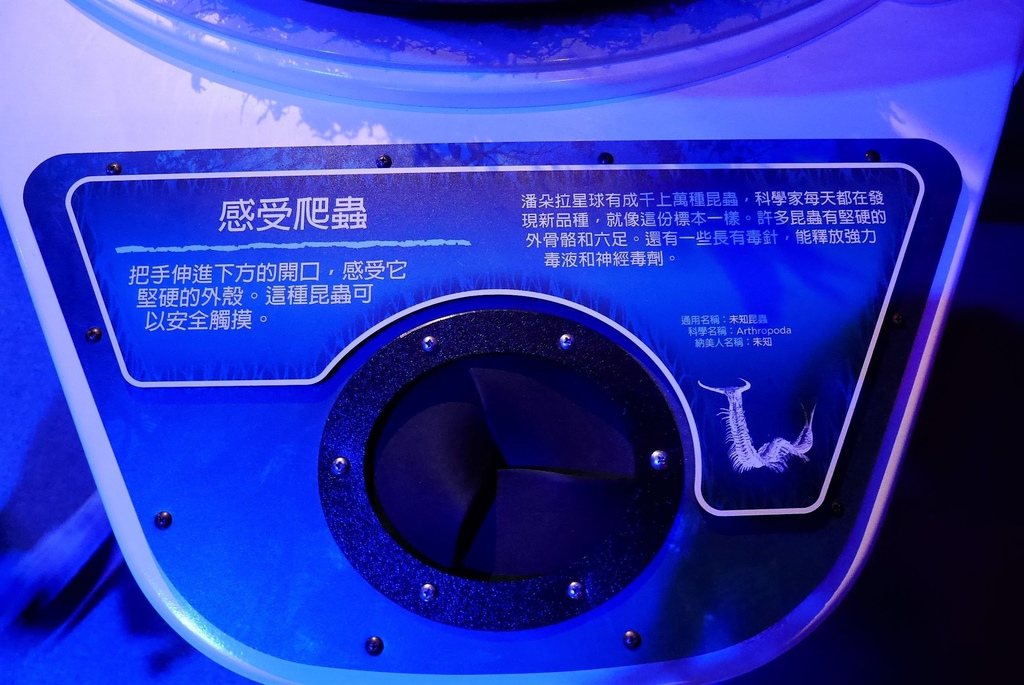 感受爬蟲
把手伸進下方的開口，感受它
堅硬的外殼。這種昆蟲可
以安全觸摸。
潘朵拉星球有成千上萬種昆蟲，科學家每天都在發
現新品種，就像這份標本一樣。許多昆蟲有堅硬的
外骨骼和六足。還有一些長有毒針，能釋放強力
毒液和神經毒劑。
通用名稱：未知昆蟲
科學名稱：Arthropoda
納美人名稱：未知